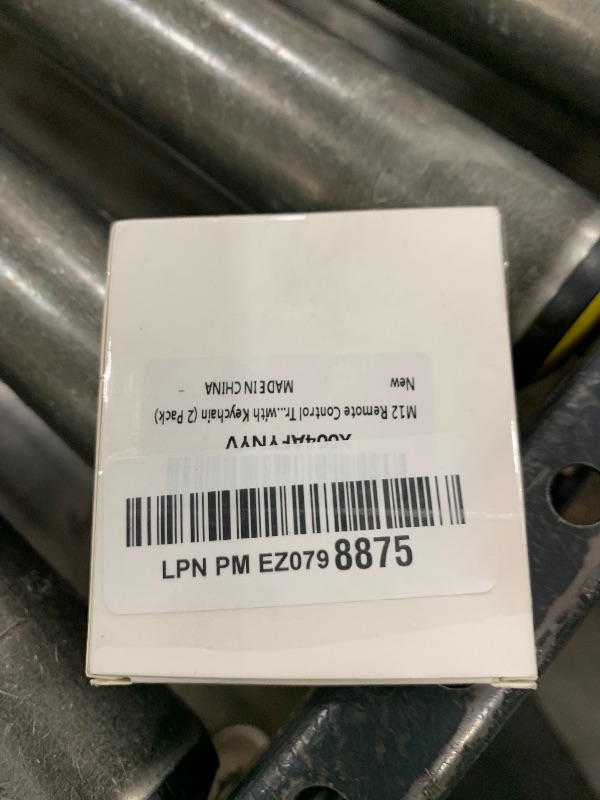 LPN PM EZ079 8875
M12 Remote Control Tr...with Keychain (2 Pack)
New MADE IN CHINA